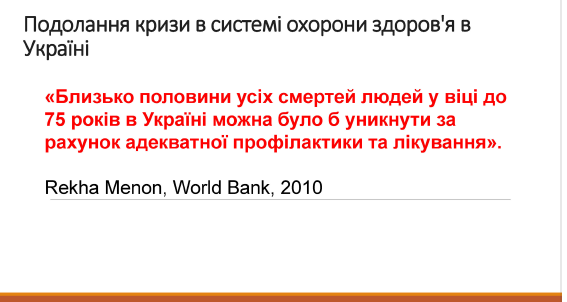 Подолання кризи в системі охорони здоров'я в
Україні
«Близько половини усіх смертей людей у віці до
75 років в Україні можна було б уникнути за
рахунок адекватної профілактики та лікування».
Rekha Menon, World Bank, 2010